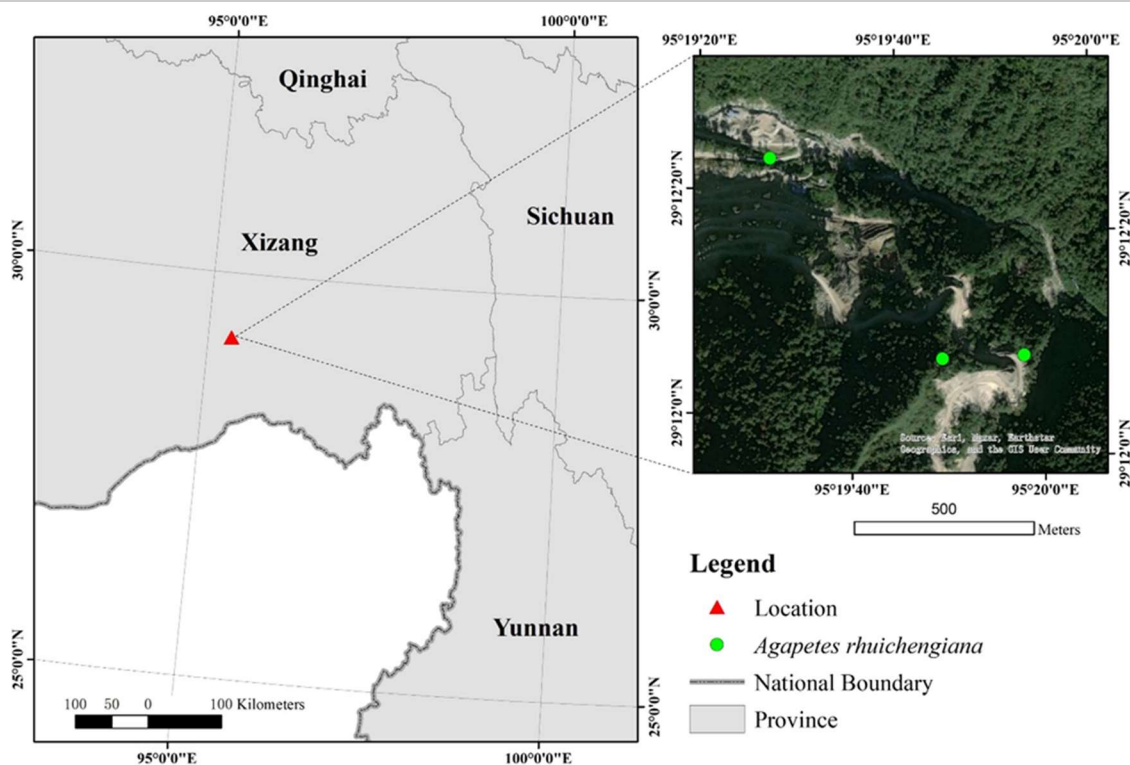 95°0'0"E
100°0'0"E
Qinghai
Sichuan
Xizang
Yunnan
30°0'0"N
25°0'0"N
30°0'0"N
25°0'0"N
100 50 0 100 Kilometers
95°0'0"E
100°0'0"E
95°19'20"E
95°19'40"E
95°20'0"E
29°12'20"N
29°12'0"N
29°12'20"N
29°12'0"N
Source: Esri, Maxar, Earthstar
Geographics, and the GIS User Community
95°19'40"E
95°20'0"E
500
Meters
Legend
Location
Agapetes rhuichengiana
National Boundary
Province